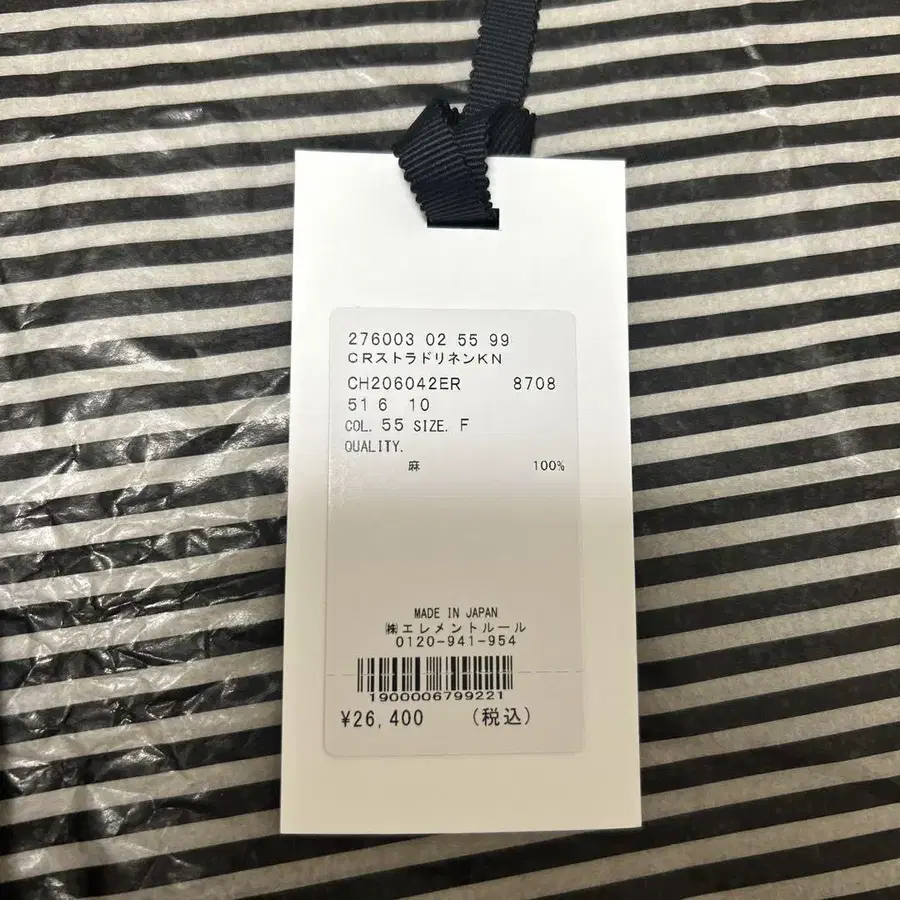 276003 02 55 99
CRストラドリネンKN
CH206042ER 8708
51 6 10
COL. 55 SIZE. F
QUALITY.
麻 100%
MADE IN JAPAN
㈱エレメントルール
0120-941-954
1900006799221
¥26,400 (税込)